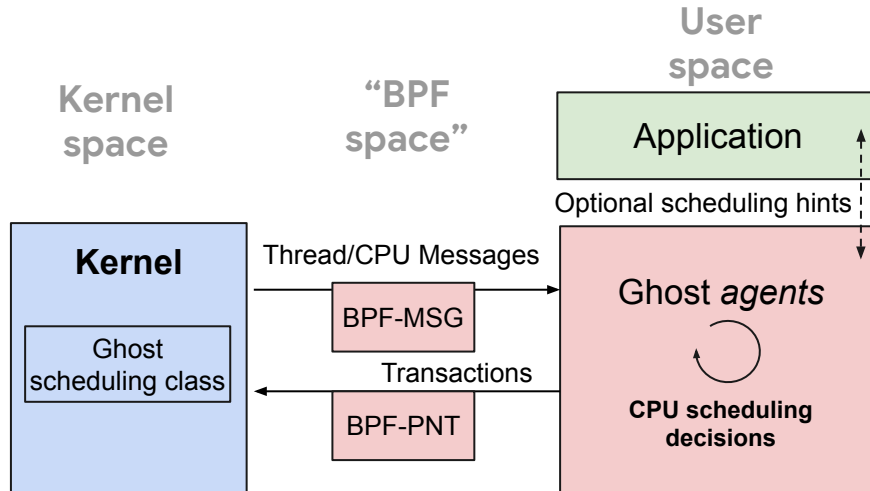 Kernel
space
“BPF
space”
User
space
Application
Optional scheduling hints
Kernel
Ghost
scheduling class
Thread/CPU Messages
BPF-MSG
Transactions
BPF-PNT
Ghost agents
CPU scheduling
decisions